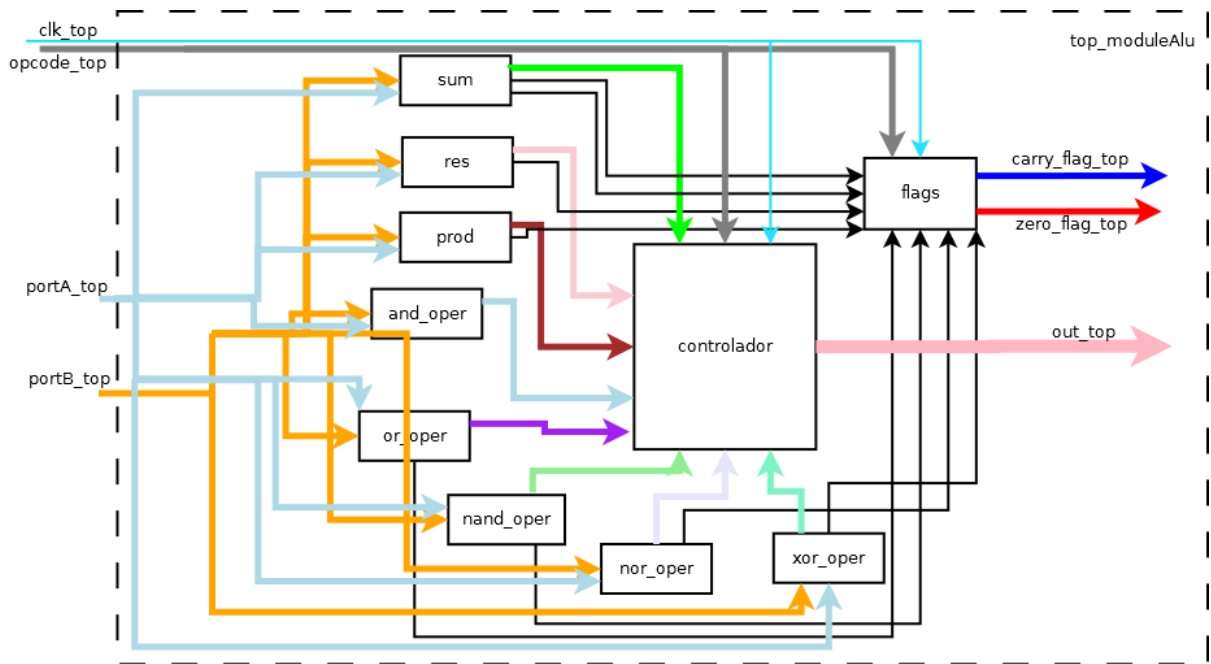 clk_top
opcode_top
top_moduleAlu
sum
res
carry_flag_top
flags
zero_flag_top
prod
portA_top
and_oper
controlador
out_top
portB_top
or_oper
nand_oper
nor_oper
xor_oper